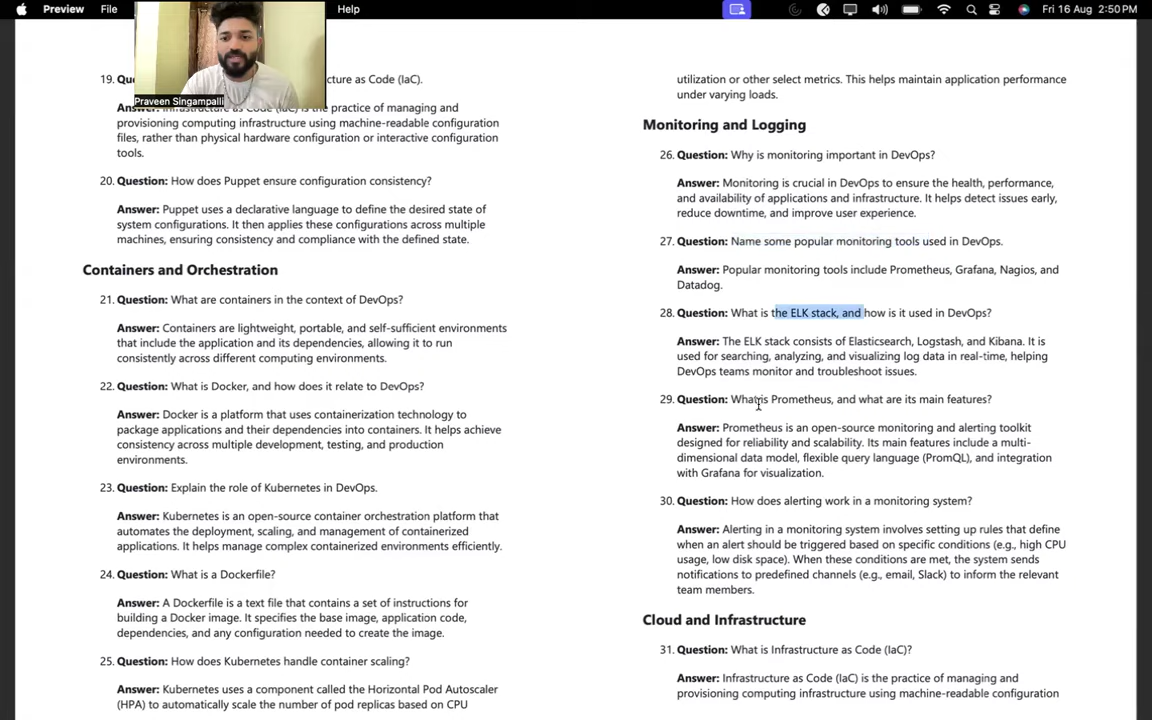 Preview File Help Fri 16 Aug 2:50 PM
Praveen Singampalli
19. Qu ture as Code (IaC).
Answer: Infrastructure as Code (IaC) is the practice of managing and
provisioning computing infrastructure using machine-readable configuration
files, rather than physical hardware configuration or interactive configuration
tools.
20. Question: How does Puppet ensure configuration consistency?
Answer: Puppet uses a declarative language to define the desired state of
system configurations. It then applies these configurations across multiple
machines, ensuring consistency and compliance with the defined state.
Containers and Orchestration
21. Question: What are containers in the context of DevOps?
Answer: Containers are lightweight, portable, and self-sufficient environments
that include the application and its dependencies, allowing it to run
consistently across different computing environments.
22. Question: What is Docker, and how does it relate to DevOps?
Answer: Docker is a platform that uses containerization technology to
package applications and their dependencies into containers. It helps achieve
consistency across multiple development, testing, and production
environments.
23. Question: Explain the role of Kubernetes in DevOps.
Answer: Kubernetes is an open-source container orchestration platform that
automates the deployment, scaling, and management of containerized
applications. It helps manage complex containerized environments efficiently.
24. Question: What is a Dockerfile?
Answer: A Dockerfile is a text file that contains a set of instructions for
building a Docker image. It specifies the base image, application code,
dependencies, and any configuration needed to create the image.
25. Question: How does Kubernetes handle container scaling?
Answer: Kubernetes uses a component called the Horizontal Pod Autoscaler
(HPA) to automatically scale the number of pod replicas based on CPU
utilization or other select metrics. This helps maintain application performance
under varying loads.
Monitoring and Logging
26. Question: Why is monitoring important in DevOps?
Answer: Monitoring is crucial in DevOps to ensure the health, performance,
and availability of applications and infrastructure. It helps detect issues early,
reduce downtime, and improve user experience.
27. Question: Name some popular monitoring tools used in DevOps.
Answer: Popular monitoring tools include Prometheus, Grafana, Nagios, and
Datadog.
28. Question: What is the ELK stack, and how is it used in DevOps?
Answer: The ELK stack consists of Elasticsearch, Logstash, and Kibana. It is
used for searching, analyzing, and visualizing log data in real-time, helping
DevOps teams monitor and troubleshoot issues.
29. Question: What is Prometheus, and what are its main features?
Answer: Prometheus is an open-source monitoring and alerting toolkit
designed for reliability and scalability. Its main features include a multi-
dimensional data model, flexible query language (PromQL), and integration
with Grafana for visualization.
30. Question: How does alerting work in a monitoring system?
Answer: Alerting in a monitoring system involves setting up rules that define
when an alert should be triggered based on specific conditions (e.g., high CPU
usage, low disk space). When these conditions are met, the system sends
notifications to predefined channels (e.g., email, Slack) to inform the relevant
team members.
Cloud and Infrastructure
31. Question: What is Infrastructure as Code (IaC)?
Answer: Infrastructure as Code (IaC) is the practice of managing and
provisioning computing infrastructure using machine-readable configuration